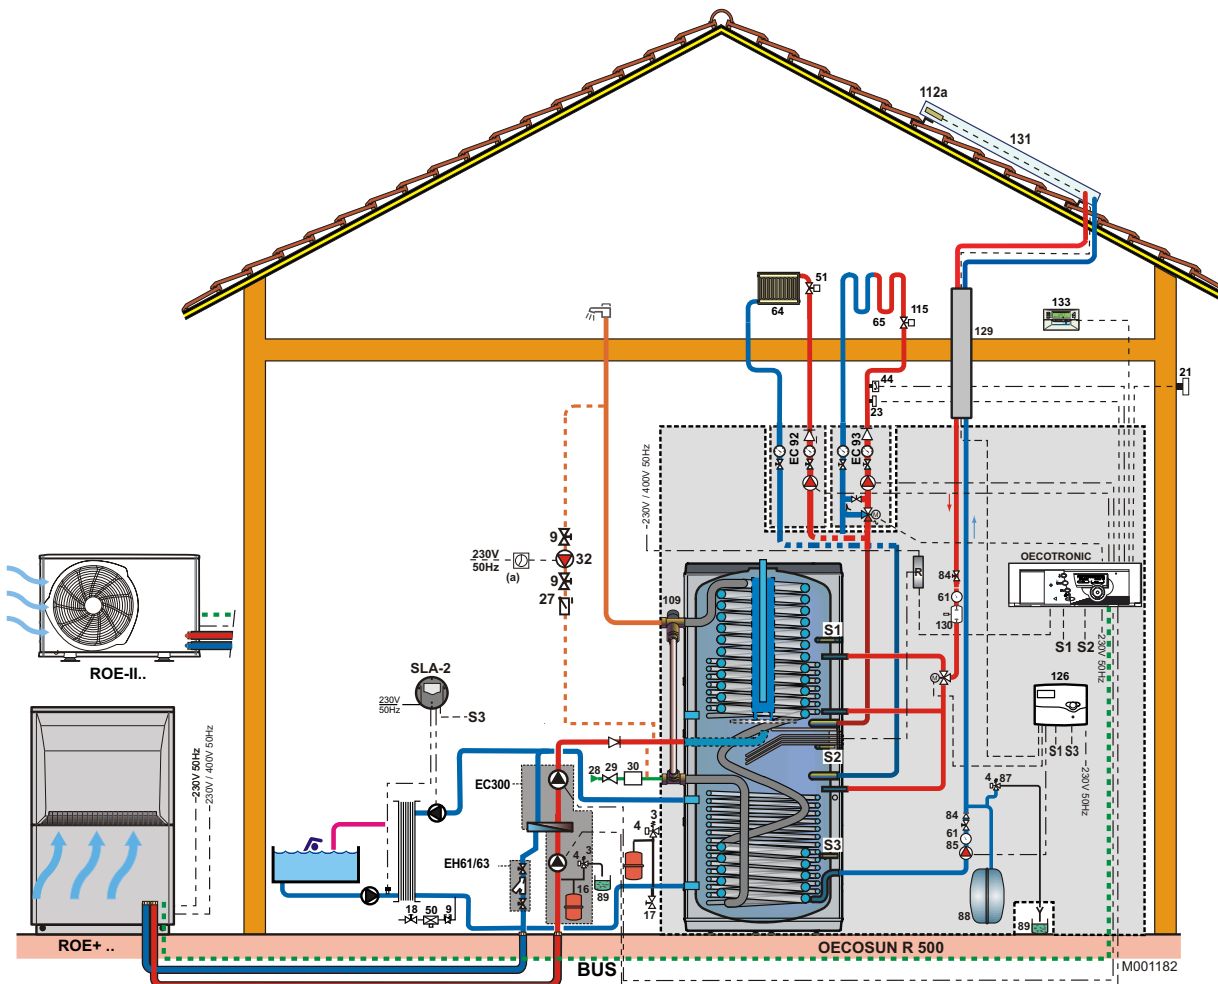 112a
131
51
64
65
115
133
129
44
23
21
EC 92
EC 93
230V / 400V 50Hz
M
9
230V
50Hz
(a)
32
9
27
109
R
84
61
130
OECOTRONIC
S1 S2
230V 50Hz
ROE-II..
SLA-2
230V
50Hz
S3
S1
M
126
S1 S3
230V 50Hz
230V 50Hz
230V / 400V 50Hz
28
29
30
S2
EC300
4
87
3
4
84
61
85
S3
EH61/63
4
3
16
89
17
18
50
9
88
89
ROE+ ..
OECOSUN R 500
BUS
M001182